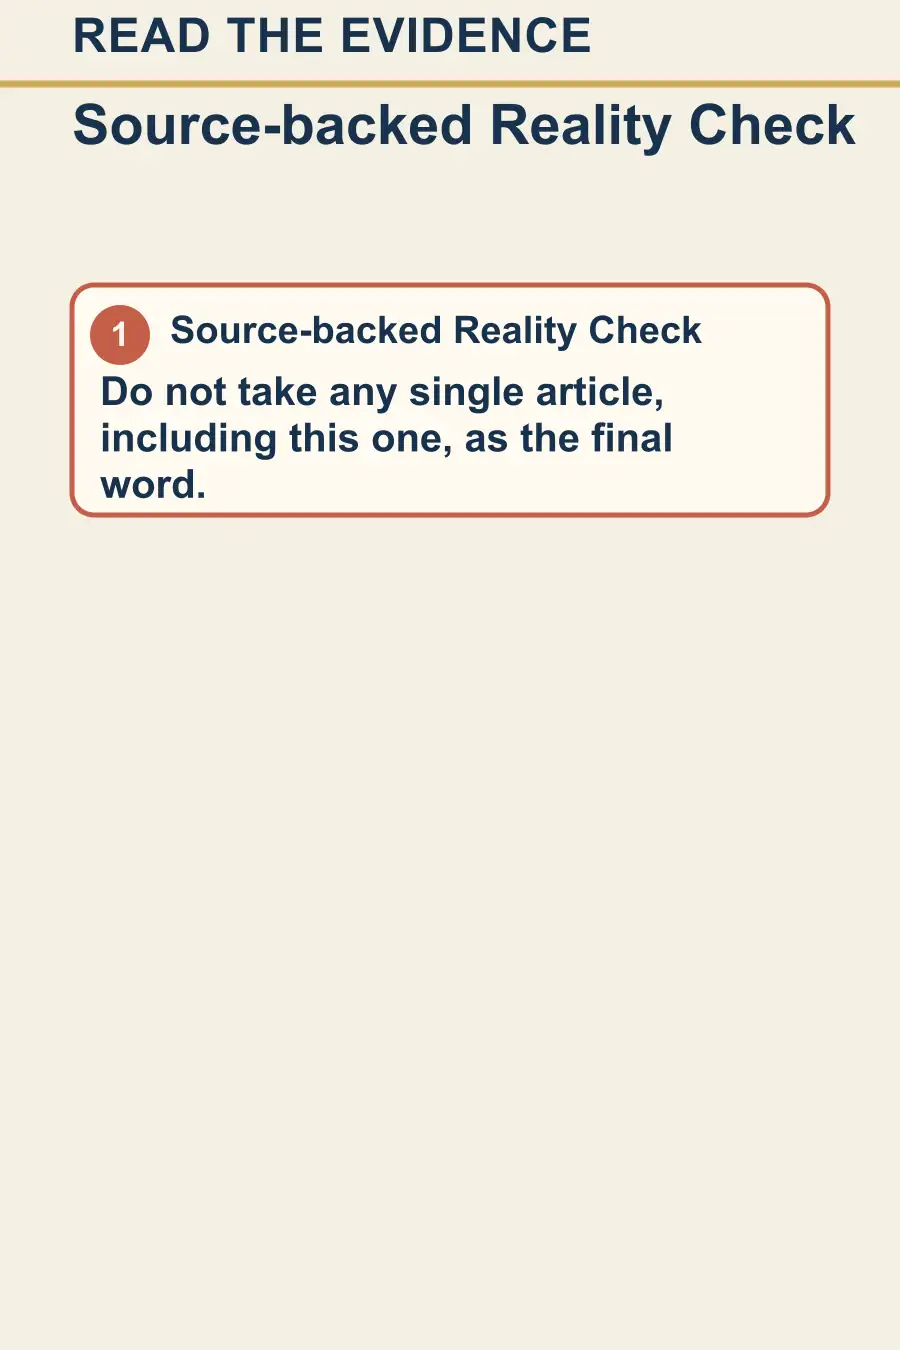 READ THE EVIDENCE
Source-backed Reality Check
1 Source-backed Reality Check
Do not take any single article,
including this one, as the final
word.